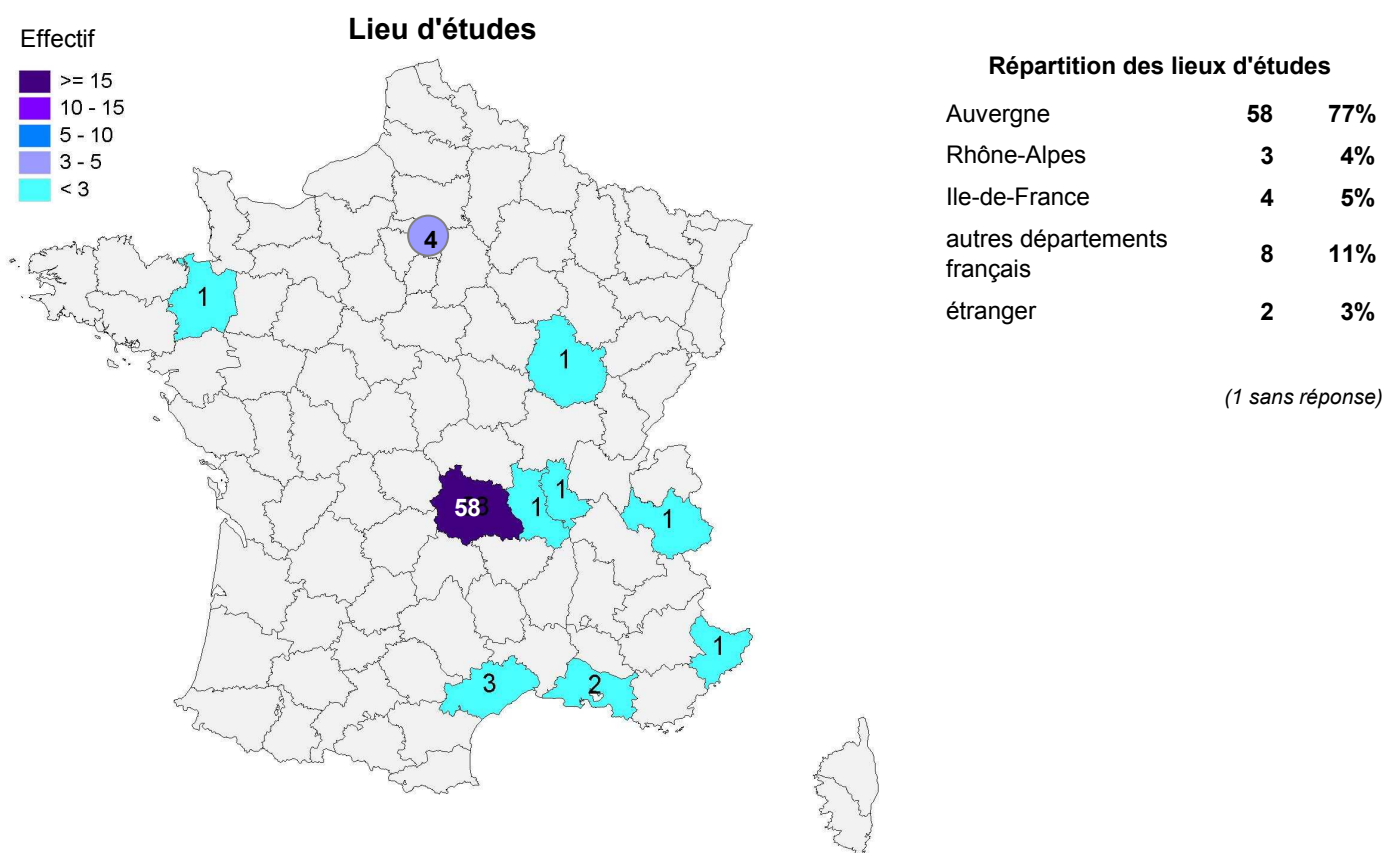 Lieu d'études
Effectif
>= 15
10 - 15
5 - 10
3 - 5
< 3
4
1
1
58
1
1
1
1
3
2
Répartition des lieux d'études
Auvergne 58 77%
Rhône-Alpes 3 4%
Ile-de-France 4 5%
autres départements
français 8 11%
étranger 2 3%
(1 sans réponse)